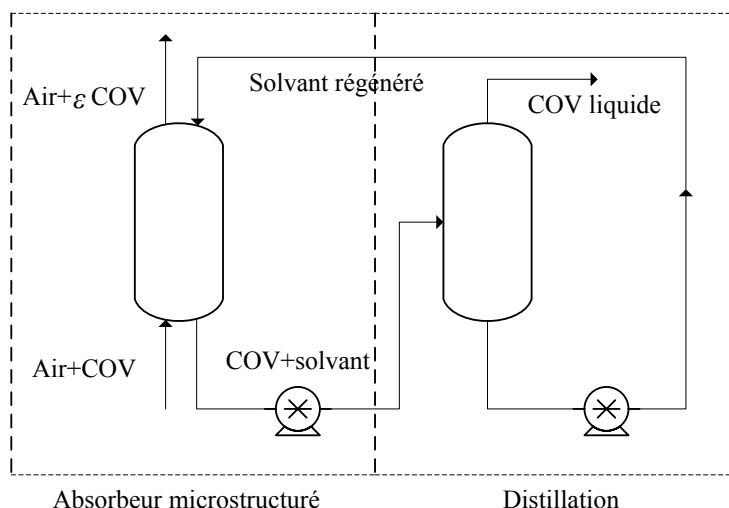 Solvant régénéré
Air+ε COV
COV liquide
COV+solvant
Air+COV
Absorbeur microstructuré
Distillation